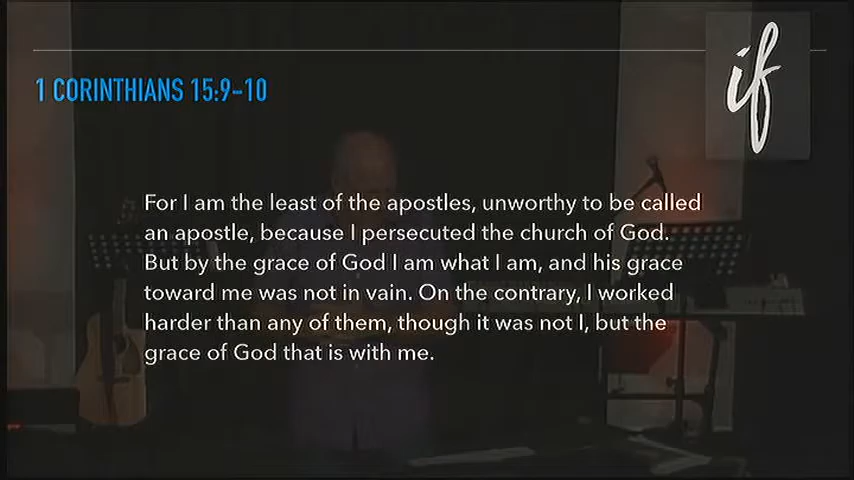 if
1 CORINTHIANS 15:9-10
For I am the least of the apostles, unworthy to be called
an apostle, because I persecuted the church of God.
But by the grace of God I am what I am, and his grace
toward me was not in vain. On the contrary, I worked
harder than any of them, though it was not I, but the
grace of God that is with me.